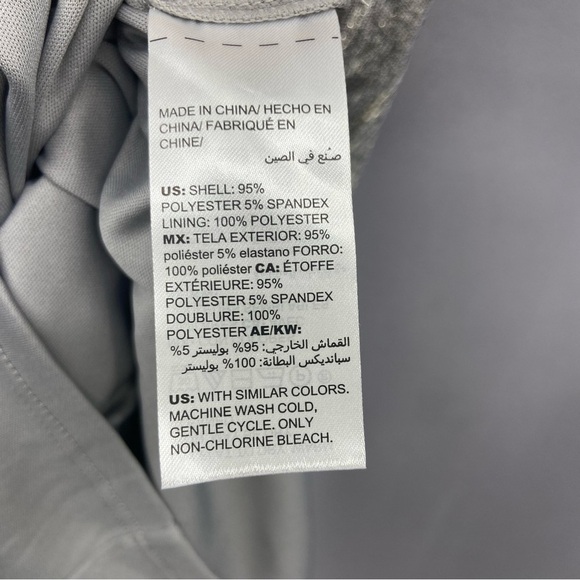 MADE IN CHINA/ HECHO EN
CHINA/ FABRIQUÉ EN
CHINE/
صنع في الصين
US: SHELL: 95%
POLYESTER 5% SPANDEX
LINING: 100% POLYESTER
MX: TELA EXTERIOR: 95%
poliéster 5% elastano FORRO:
100% poliéster CA: ÉTOFFE
EXTÉRIEURE: 95%
POLYESTER 5% SPANDEX
DOUBLURE: 100%
POLYESTER AE/KW:
القماش الخارجي: 95% بوليستر 5%
سبانديكس البطانة: 100% بوليستر
US: WITH SIMILAR COLORS.
MACHINE WASH COLD,
GENTLE CYCLE. ONLY
NON-CHLORINE BLEACH.